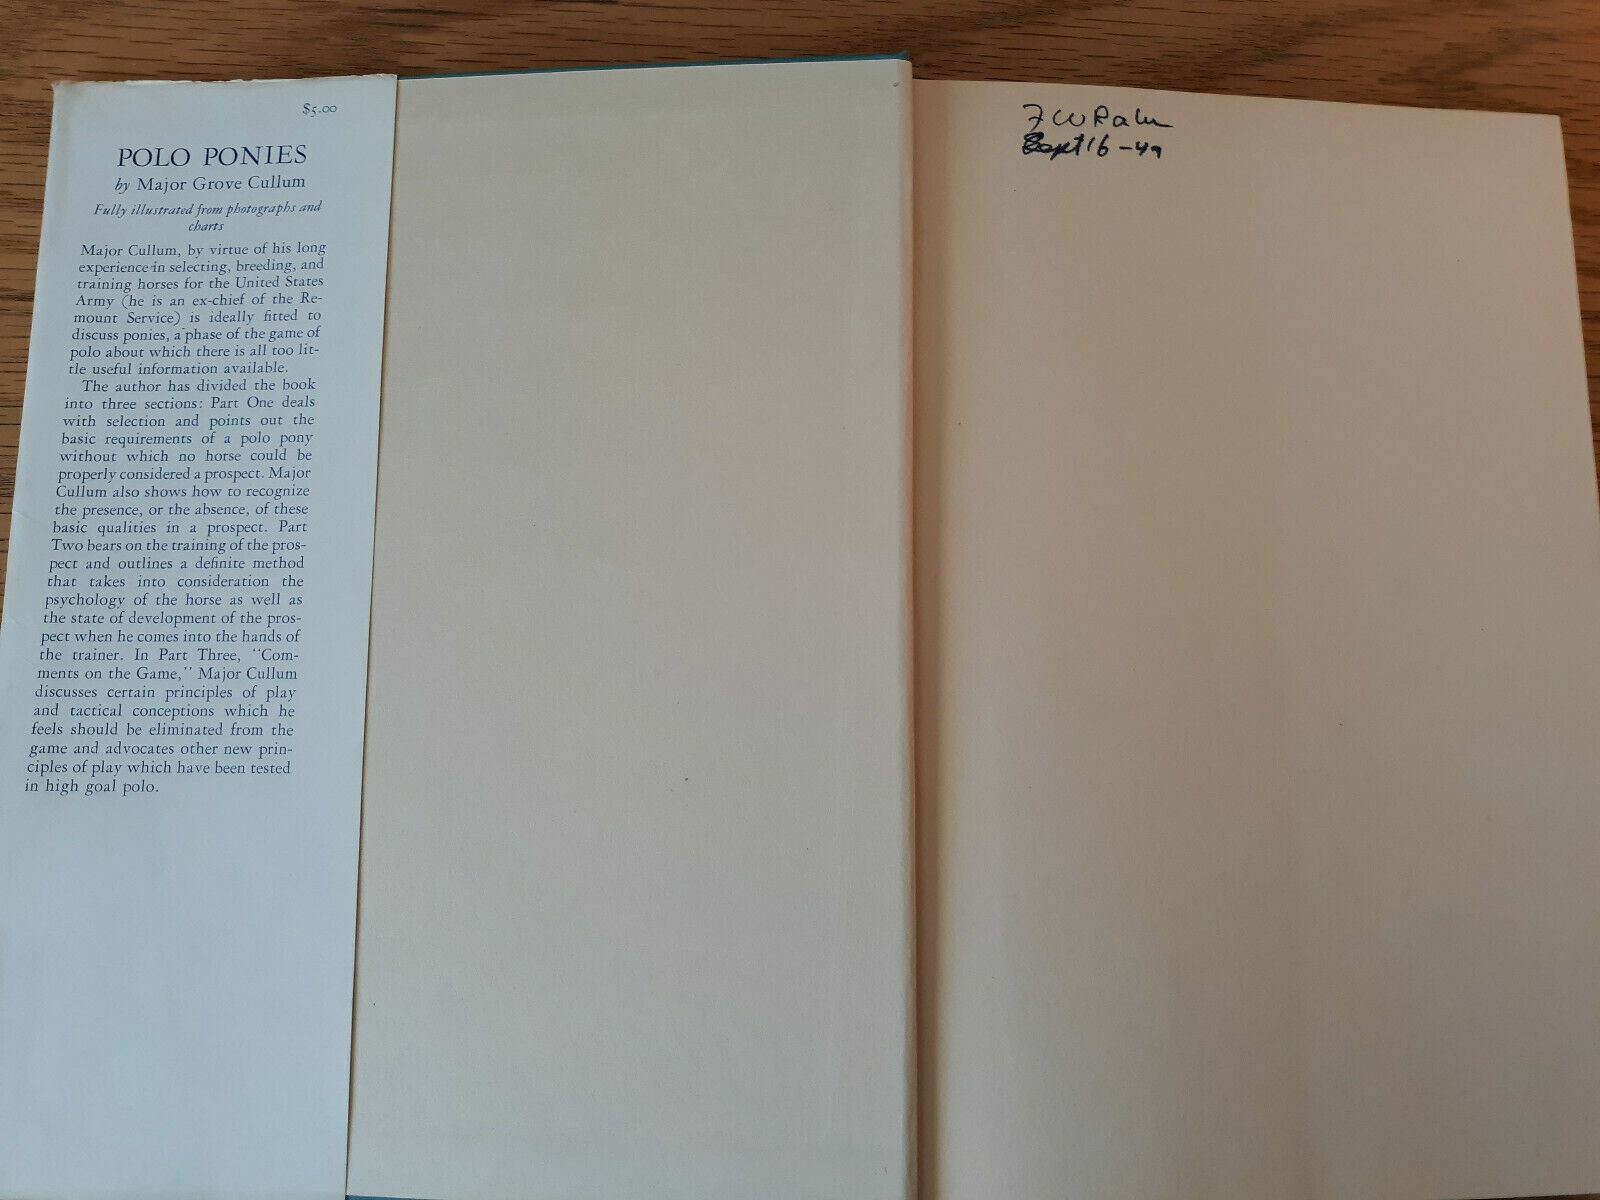 $5.00
POLO PONIES
by Major Grove Cullum
Fully illustrated from photographs and
charts
Major Cullum, by virtue of his long
experience in selecting, breeding, and
training horses for the United States
Army (he is an ex-chief of the Re-
mount Service) is ideally fitted to
discuss ponies, a phase of the game of
polo about which there is all too lit-
tle useful information available.
The author has divided the book
into three sections: Part One deals
with selection and points out the
basic requirements of a polo pony
without which no horse could be
properly considered a prospect. Major
Cullum also shows how to recognize
the presence, or the absence, of these
basic qualities in a prospect. Part
Two bears on the training of the pros-
pect and outlines a definite method
that takes into consideration the
psychology of the horse as well as
the state of development of the pros-
pect when he comes into the hands of
the trainer. In Part Three, "Com-
ments on the Game," Major Cullum
discusses certain principles of play
and tactical conceptions which he
feels should be eliminated from the
game and advocates other new prin-
ciples of play which have been tested
in high goal polo.
Sept 16-49